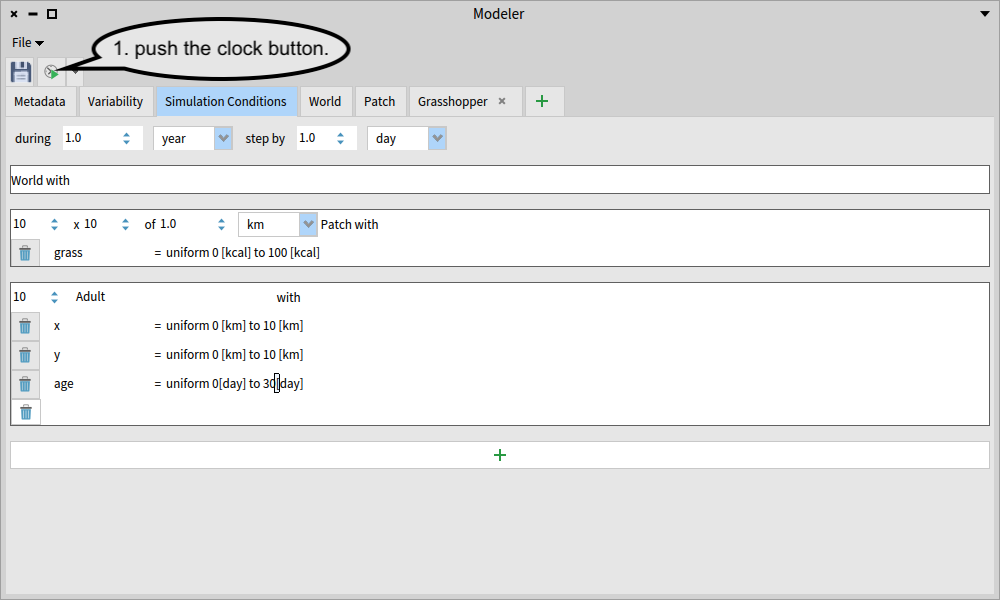 Modeler
File
1. push the clock button.
Metadata Variability Simulation Conditions World Patch Grasshopper
during 1.0 year step by 1.0 day
World with
10 x 10 of 1.0 km Patch with
grass = uniform 0 [kcal] to 100 [kcal]
10 Adult with
x = uniform 0 [km] to 10 [km]
y = uniform 0 [km] to 10 [km]
age = uniform 0[day] to 30[day]